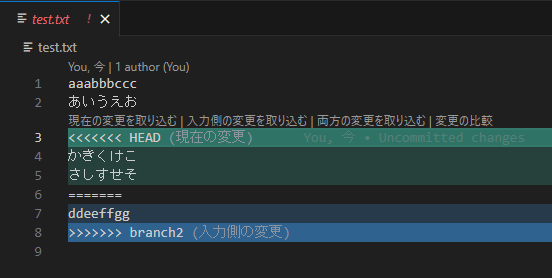 test.txt ! ×
test.txt
You, 今 | 1 author (You)
1 aaabbbccc
2 あいうえお
現在の変更を取り込む | 入力側の変更を取り込む | 両方の変更を取り込む | 変更の比較
3 <<<<<<< HEAD (現在の変更) You, 今 • Uncommitted changes
4 かきくけこ
5 さしすせそ
6 =======
7 ddeeffgg
8 >>>>>>> branch2 (入力側の変更)
9